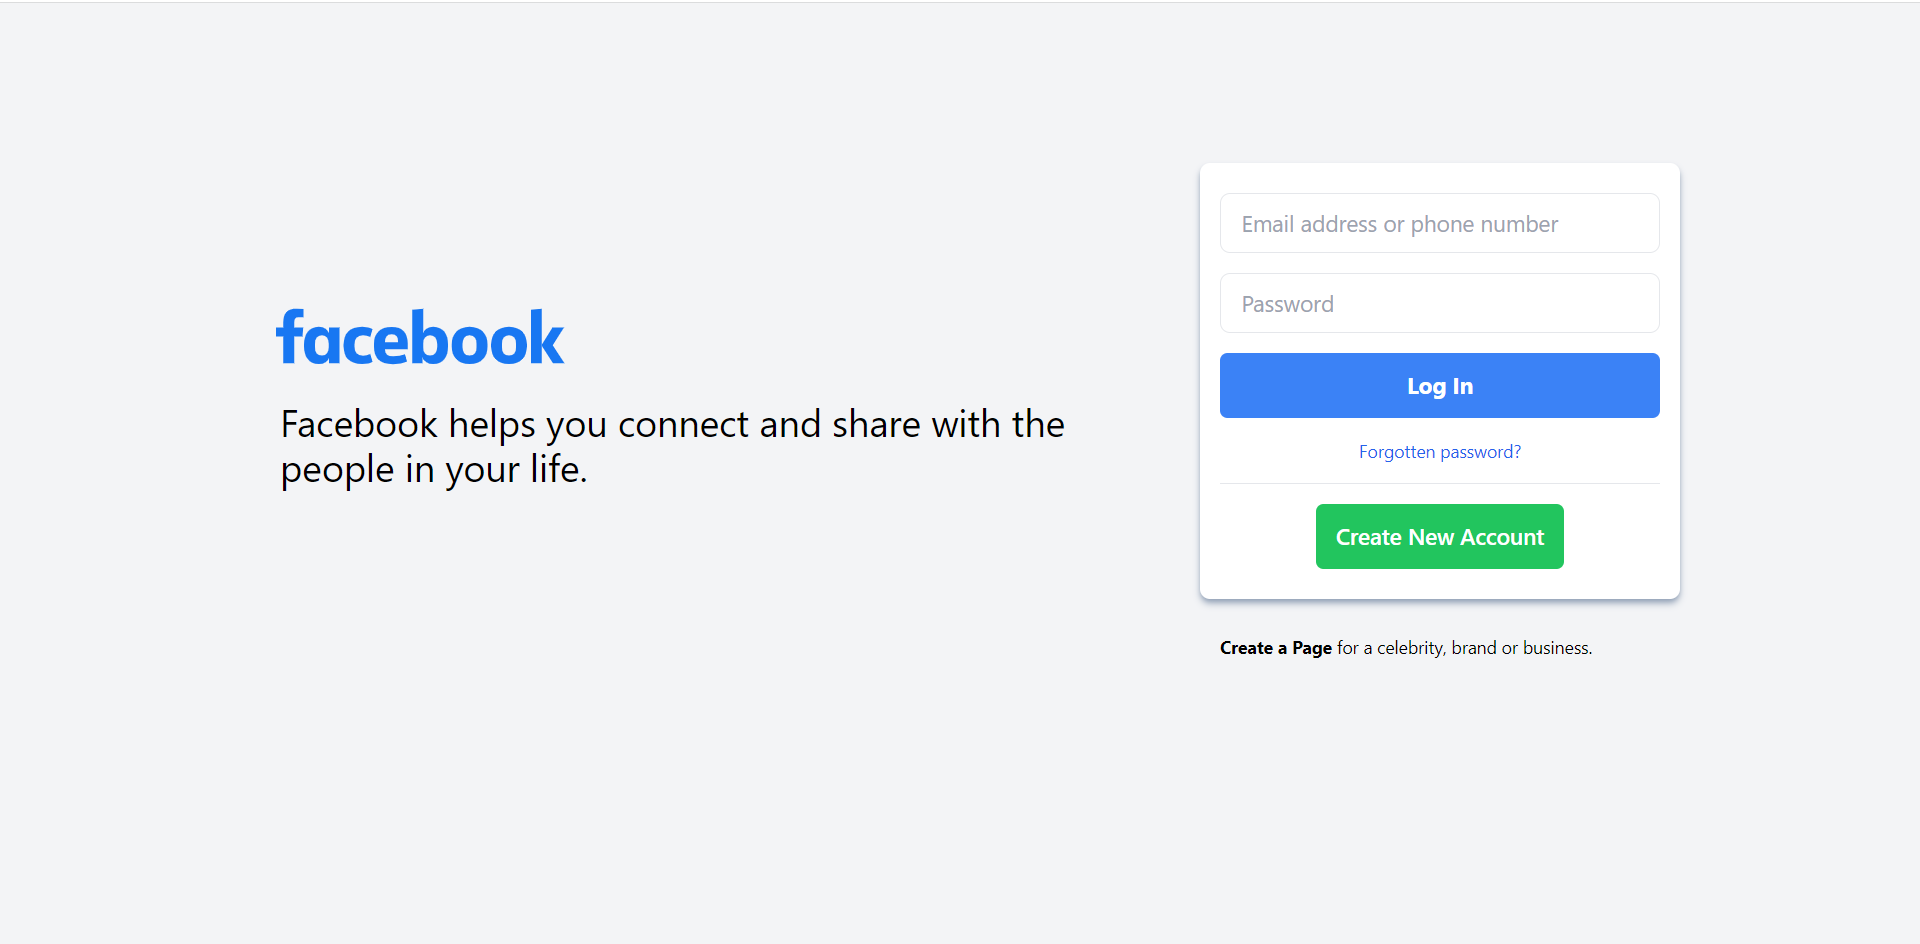 facebook
Facebook helps you connect and share with the
people in your life.
Email address or phone number
Password
Log In
Forgotten password?
Create New Account
Create a Page for a celebrity, brand or business.